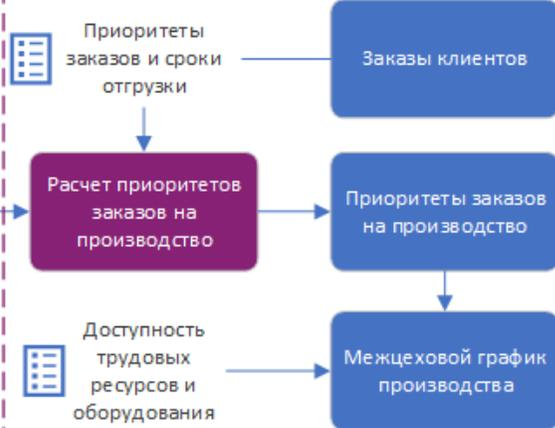 Приоритеты
заказов и сроки
отгрузки
Заказы клиентов
Расчет приоритетов
заказов на
производство
Приоритеты заказов
на производство
Доступность
трудовых
ресурсов и
оборудования
Межцеховой график
производства